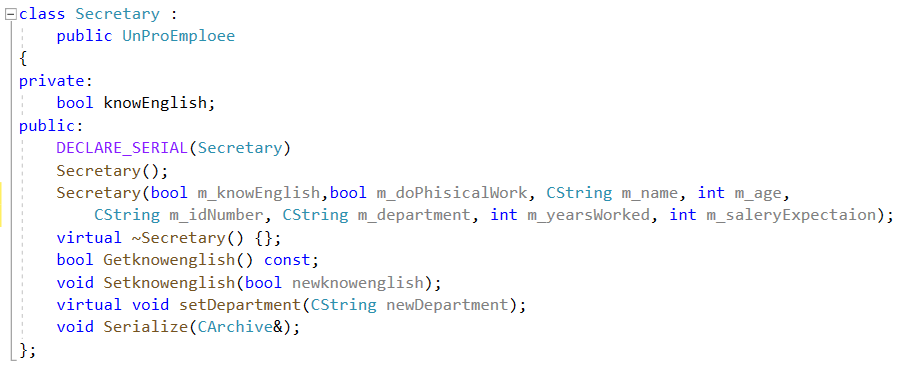 class Secretary :
    public UnProEmploee
{
private:
    bool knowEnglish;
public:
    DECLARE_SERIAL(Secretary)
    Secretary();
    Secretary(bool m_knowEnglish,bool m_doPhisicalWork, CString m_name, int m_age,
        CString m_idNumber, CString m_department, int m_yearsWorked, int m_saleryExpectaion);
    virtual ~Secretary() {};
    bool Getknowenglish() const;
    void Setknowenglish(bool newknowenglish);
    virtual void setDepartment(CString newDepartment);
    void Serialize(CArchive&);
};